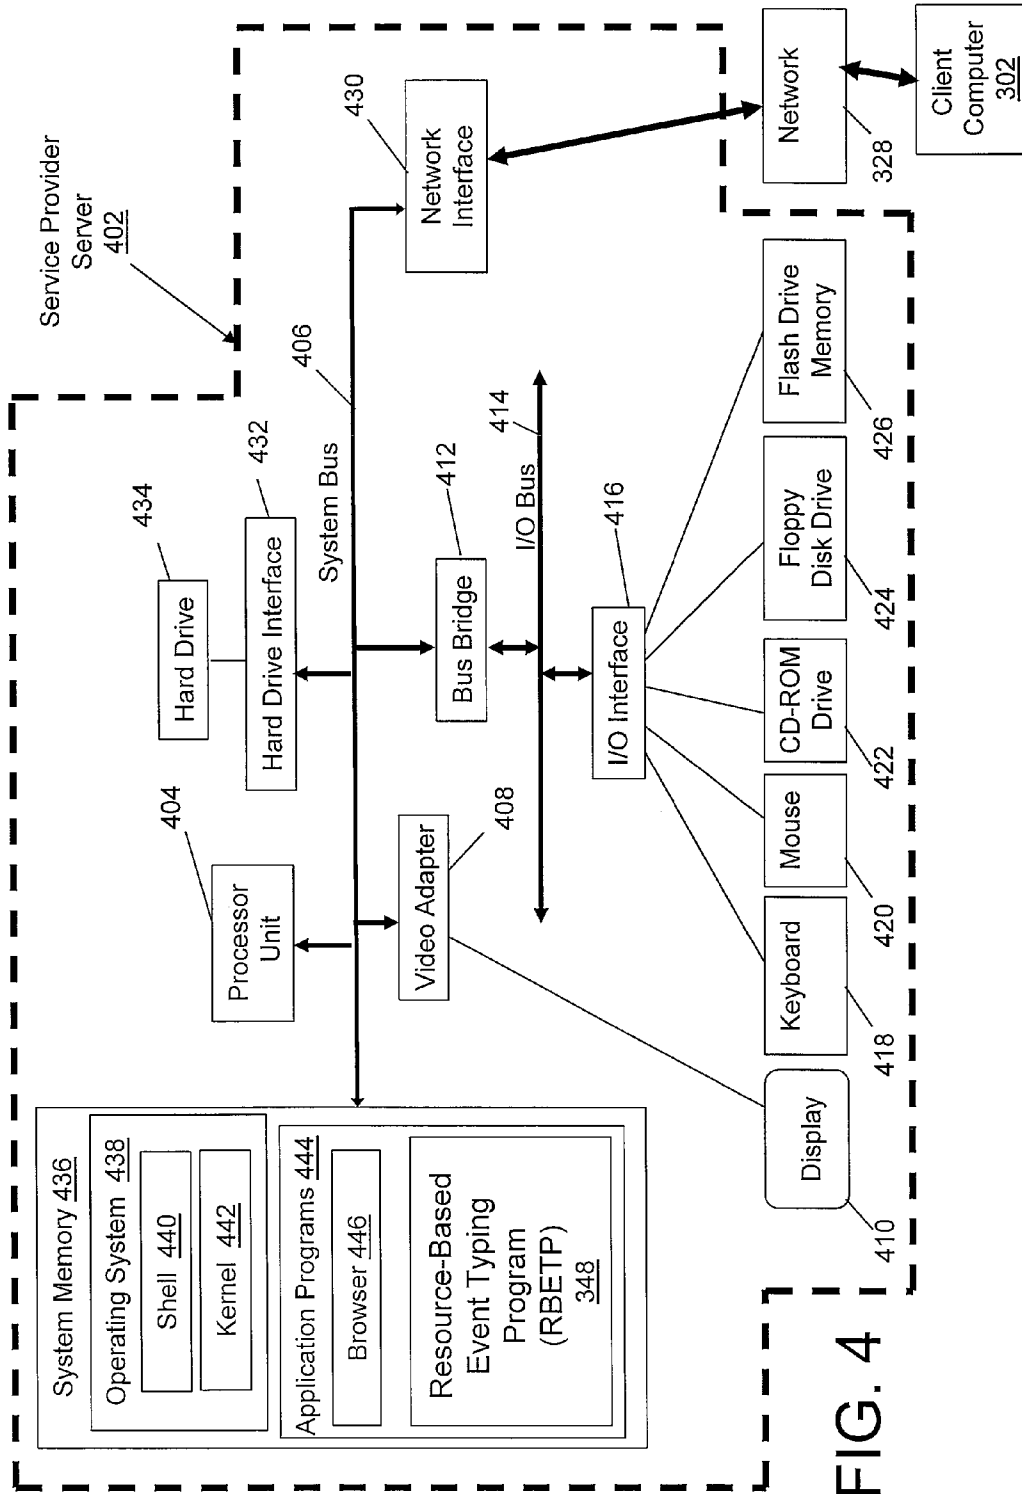 Service Provider
Server
402
System Memory 436
Operating System 438
Shell 440
Kernel 442
Application Programs 444
Browser 446
Resource-Based
Event Typing
Program
(RBETP)
348
404
Processor
Unit
434
Hard Drive
432
Hard Drive Interface
System Bus
406
430
Network
Interface
Video Adapter
408
Bus Bridge
412
I/O Bus
414
I/O Interface
416
Display
410
Keyboard
418
Mouse
420
CD-ROM
Drive
422
Floppy
Disk Drive
424
Flash Drive
Memory
426
Network
328
Client
Computer
302
FIG. 4